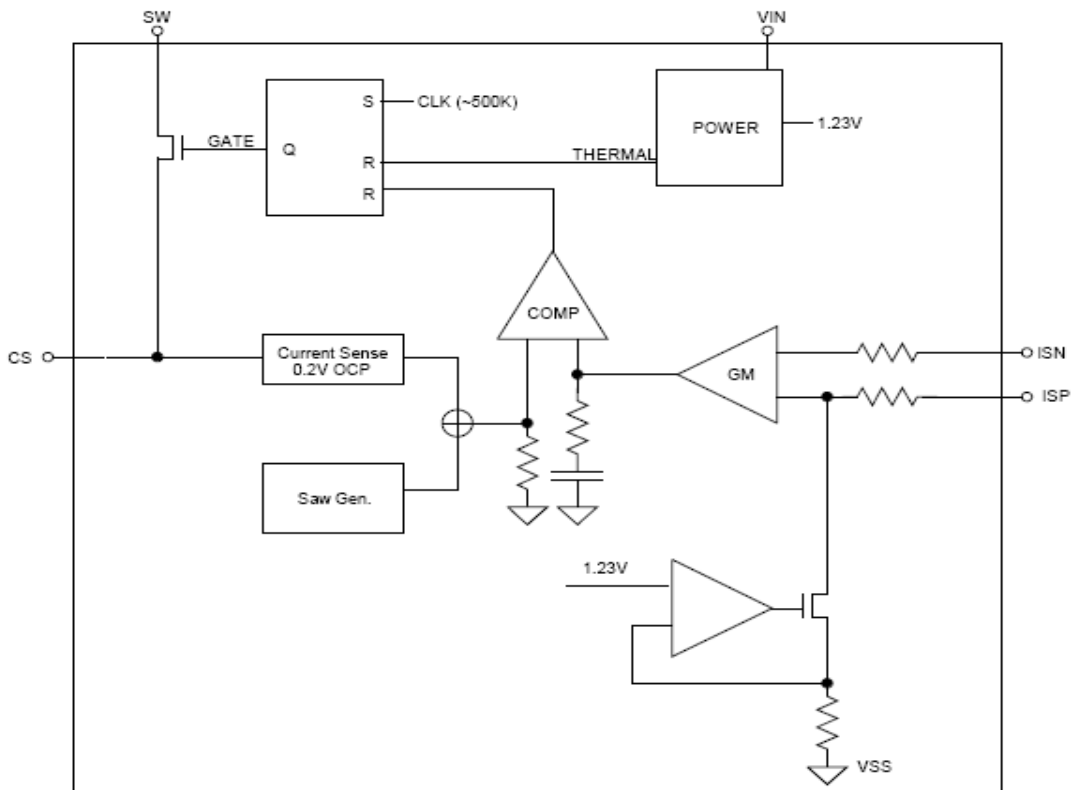 SW
VIN
S
CLK (~500K)
POWER
1.23V
GATE
Q
R
THERMAL
R
COMP
CS
Current Sense
0.2V OCP
GM
ISN
ISP
Saw Gen.
1.23V
VSS